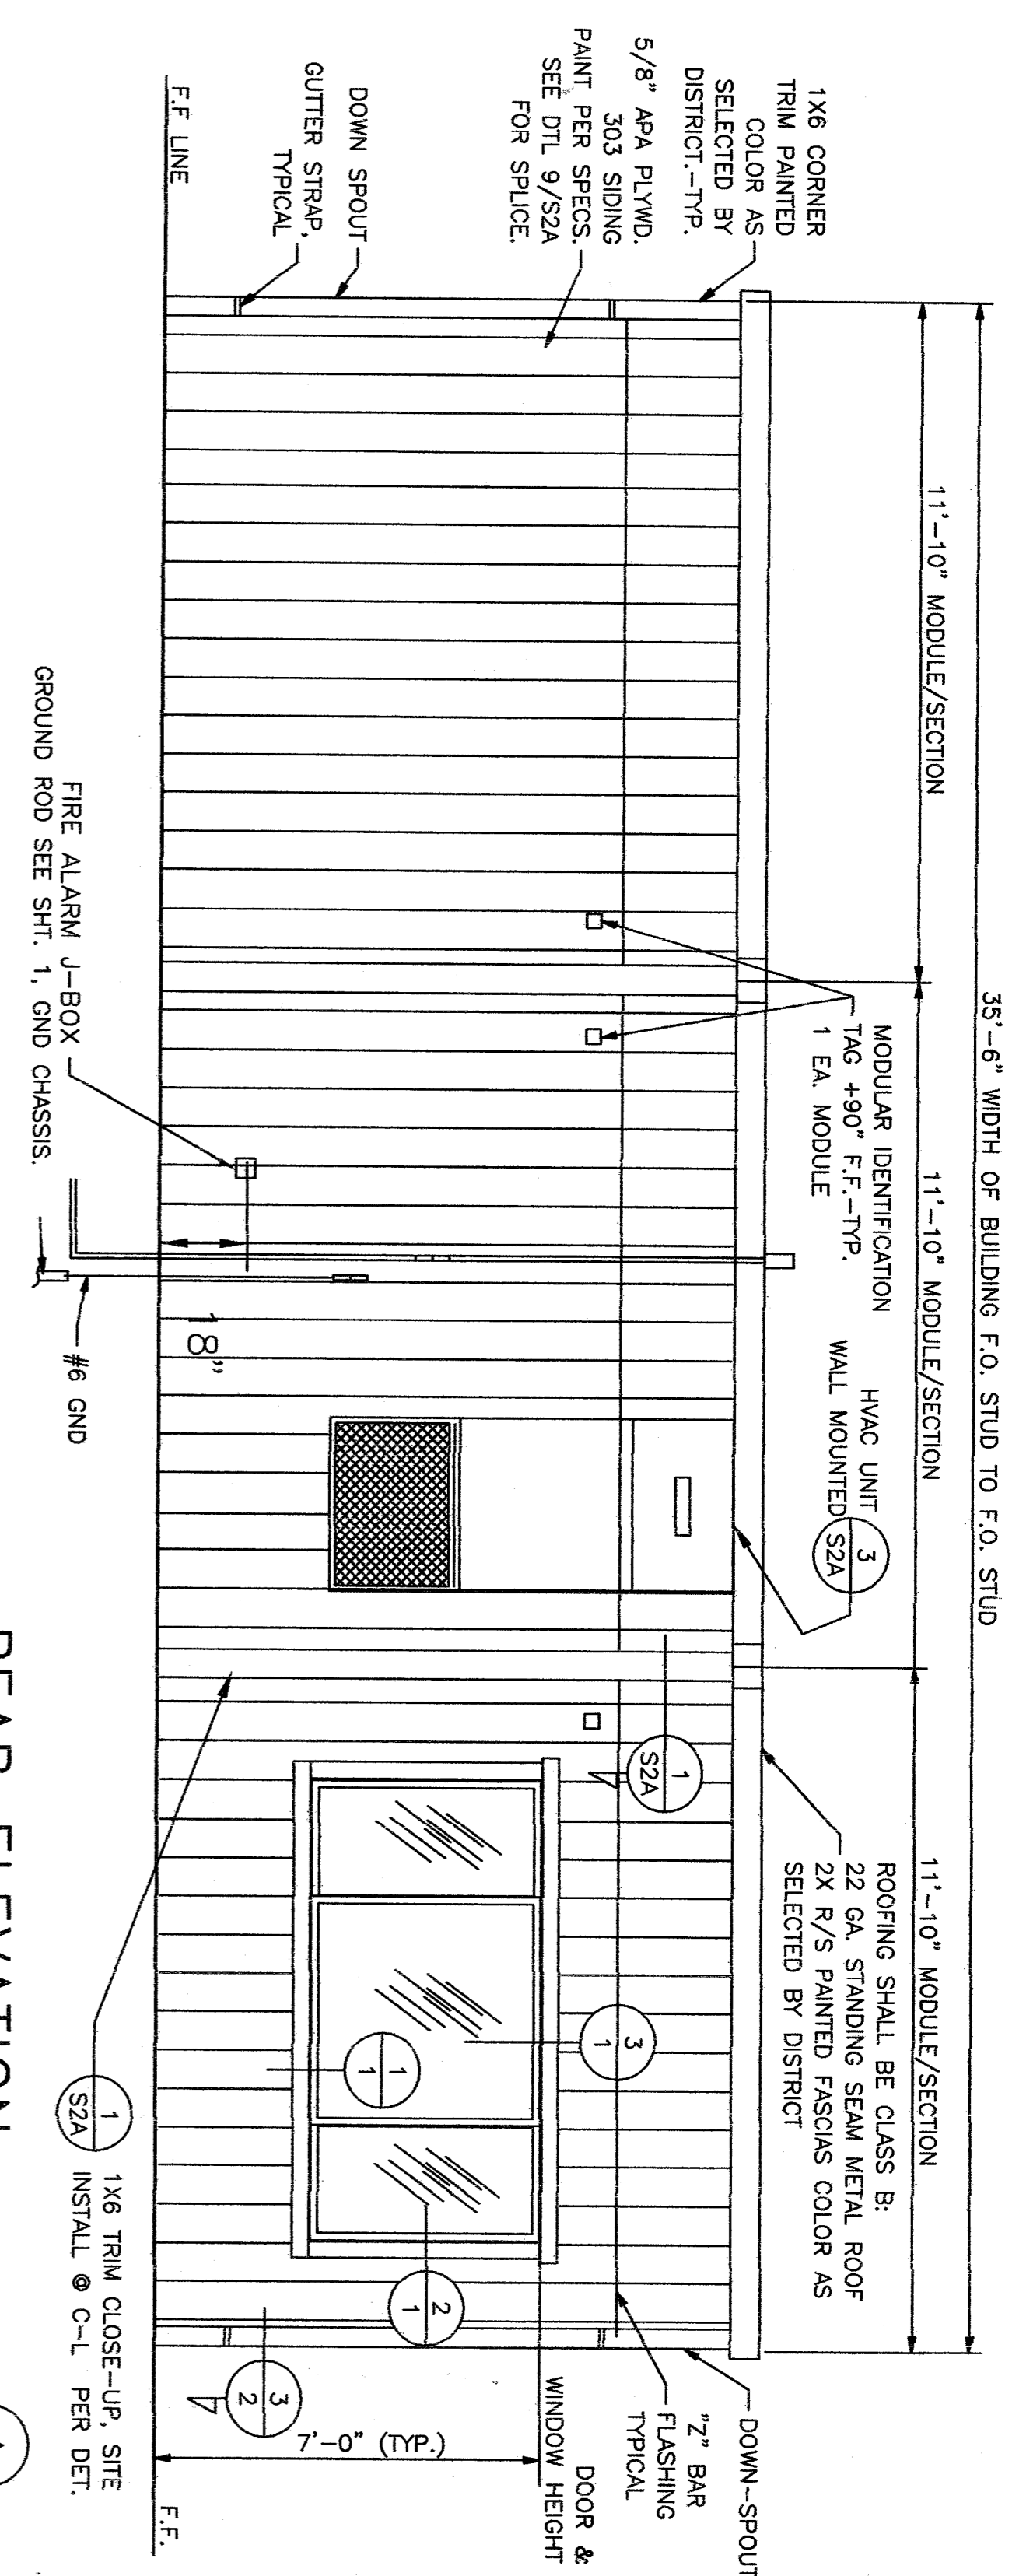 35'-6" WIDTH OF BUILDING F.O. STUD TO F.O. STUD
11'-10" MODULE/SECTION
11'-10" MODULE/SECTION
11'-10" MODULE/SECTION
1X6 CORNER
TRIM PAINTED
COLOR AS
SELECTED BY
DISTRICT.-TYP.
5/8" APA PLYWD.
303 SIDING
PAINT PER SPECS.
SEE DTL 9/S2A
FOR SPLICE.
DOWN SPOUT
GUTTER STRAP,
TYPICAL
F.F LINE
MODULAR IDENTIFICATION
TAG +90" F.F.-TYP.
1 EA. MODULE
HVAC UNIT
WALL MOUNTED
3
S2A
ROOFING SHALL BE CLASS B:
22 GA. STANDING SEAM METAL ROOF
2X R/S PAINTED FASCIAS COLOR AS
SELECTED BY DISTRICT
1
S2A
3
1
1
1
2
1
3
2
DOWN-SPOUT
"Z" BAR
FLASHING
TYPICAL
DOOR &
WINDOW HEIGHT
7'-0" (TYP.)
F.F.
18"
FIRE ALARM J-BOX
GROUND ROD SEE SHT. 1, GND CHASSIS.
#6 GND
1
S2A
1X6 TRIM CLOSE-UP, SITE
INSTALL @ C-L PER DET.
REAR ELEVATION